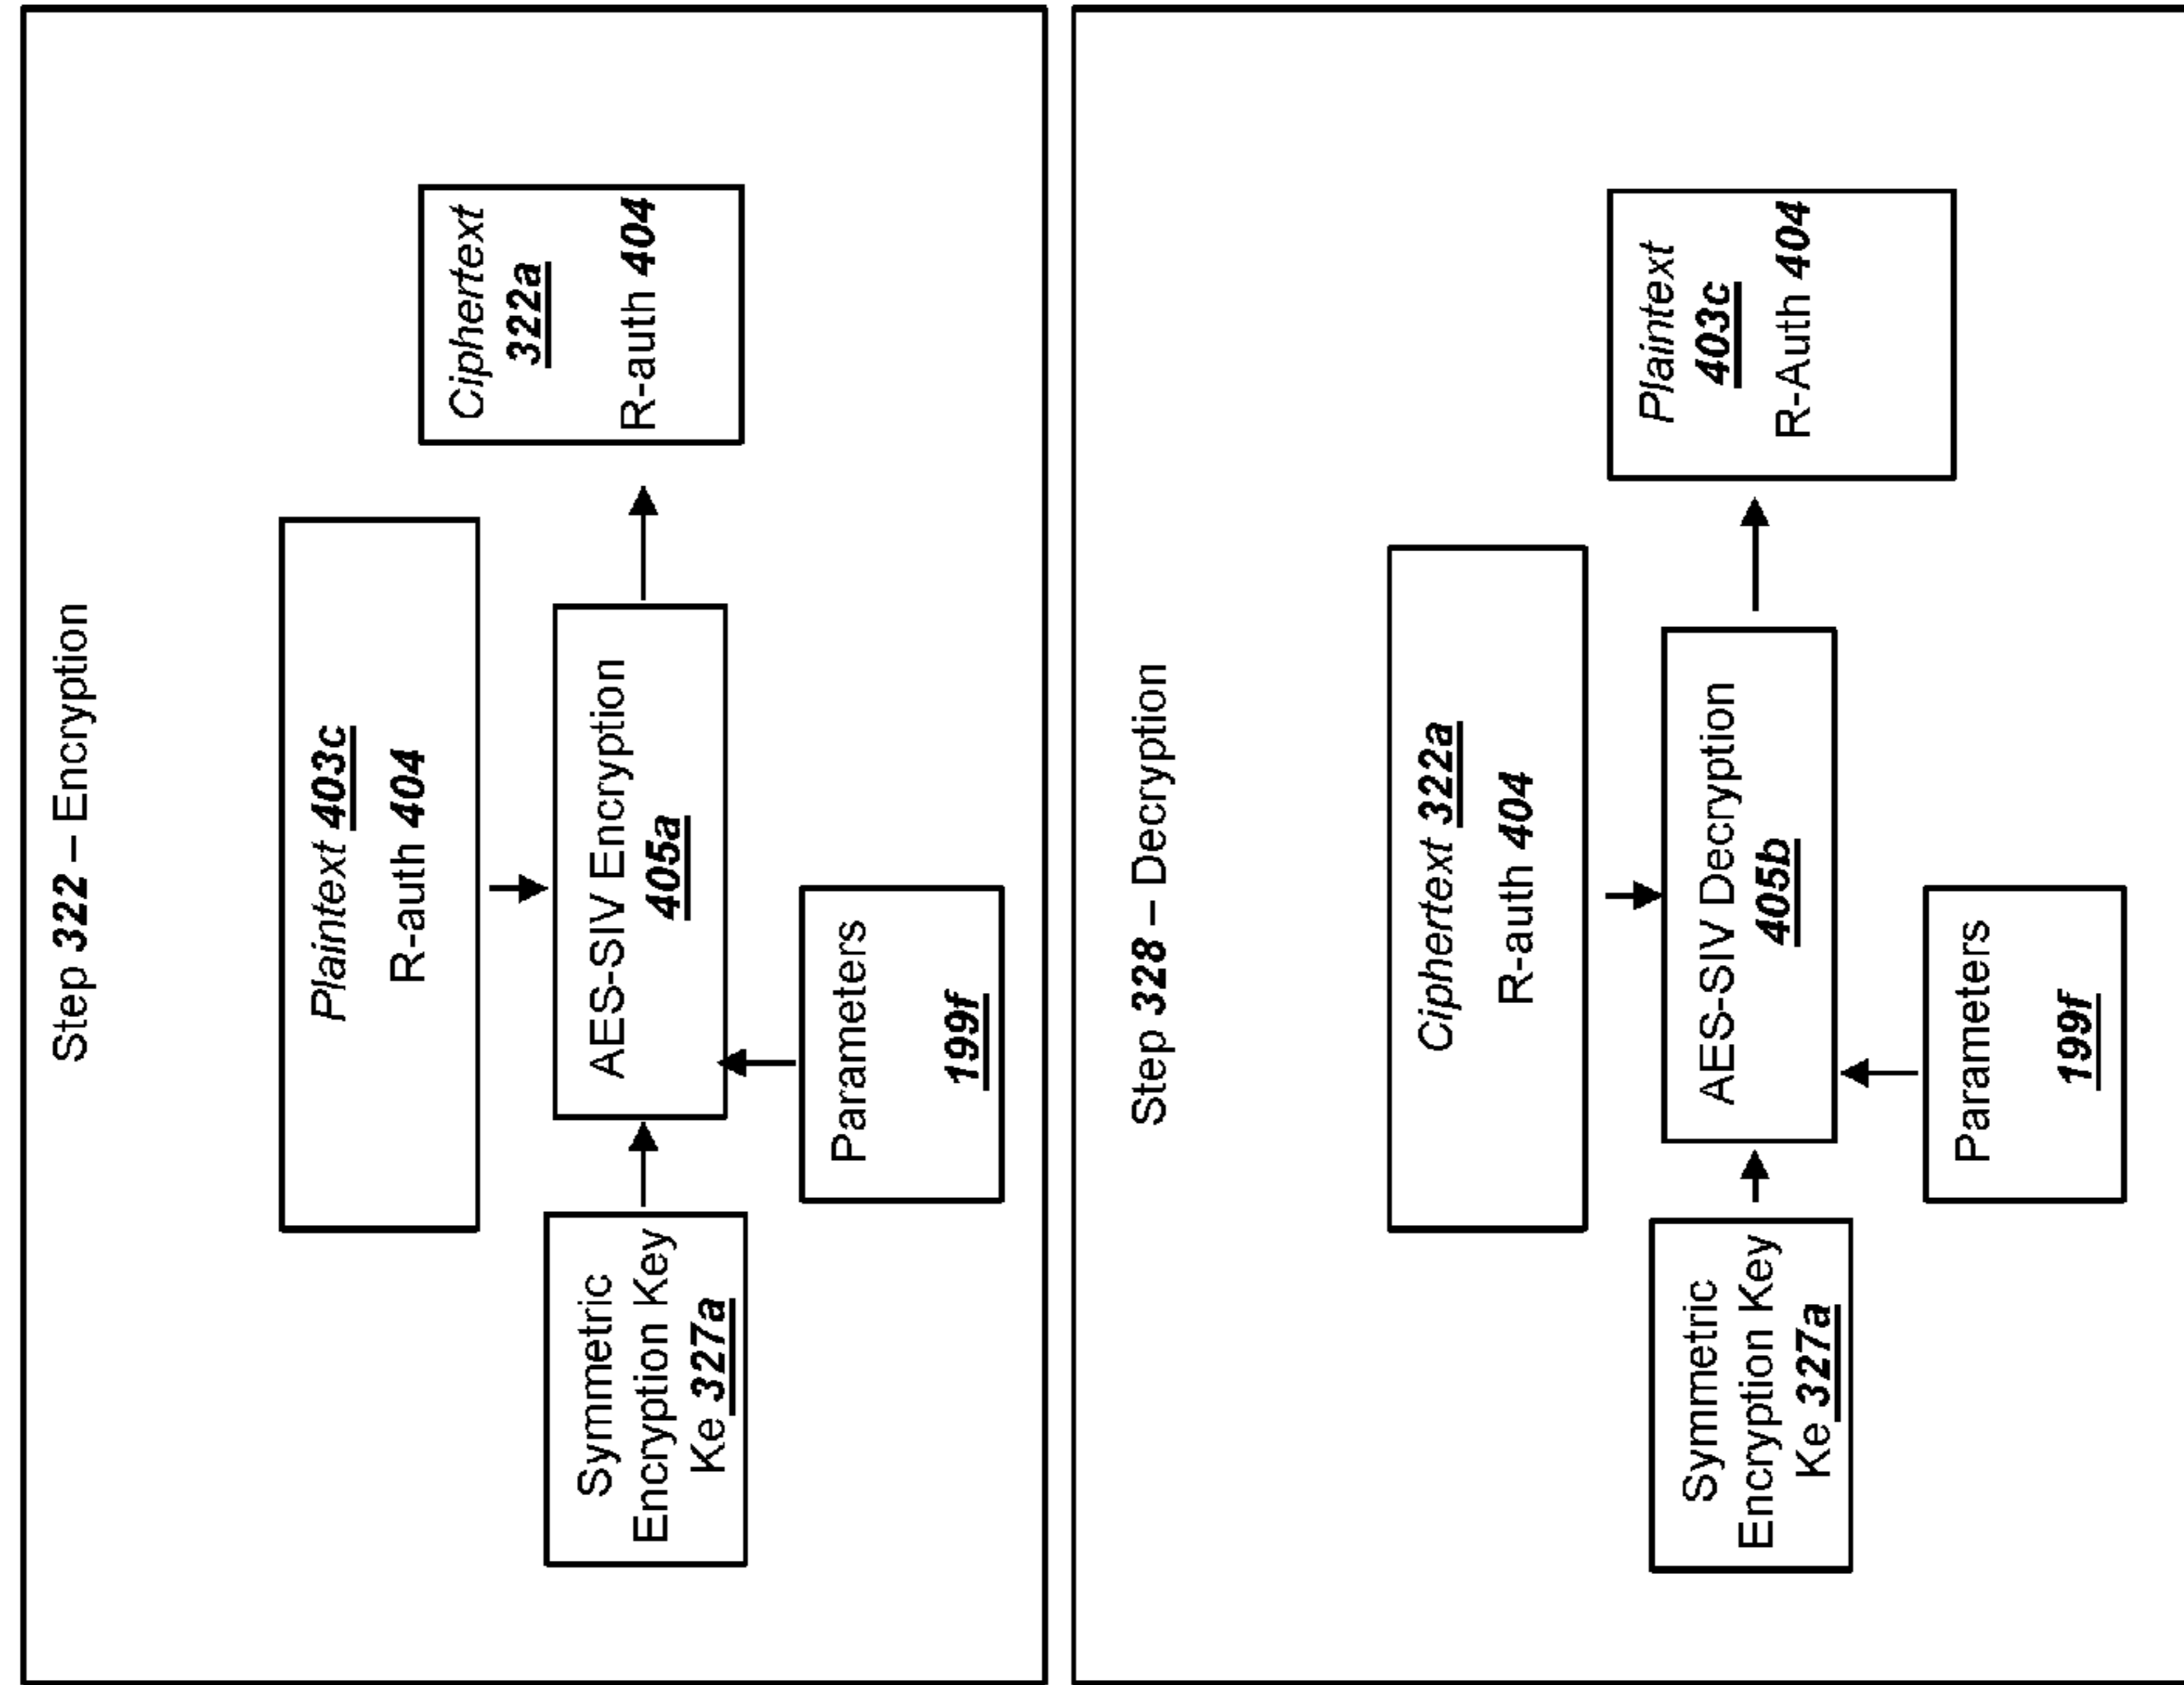 Step 322 – Encryption
Plaintext 403c
R-auth 404
Symmetric
Encryption Key
Ke 327a
AES-SIV Encryption
405a
Ciphertext
322a
R-auth 404
Parameters
199f
Step 328 – Decryption
Ciphertext 322a
R-auth 404
Symmetric
Encryption Key
Ke 327a
AES-SIV Decryption
405b
Plaintext
403c
R-Auth 404
Parameters
199f